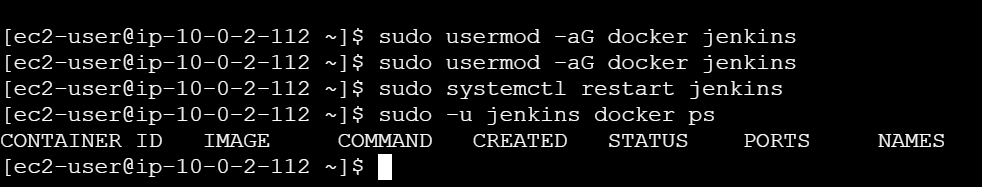 [ec2-user@ip-10-0-2-112 ~]$ sudo usermod -aG docker jenkins
[ec2-user@ip-10-0-2-112 ~]$ sudo usermod -aG docker jenkins
[ec2-user@ip-10-0-2-112 ~]$ sudo systemctl restart jenkins
[ec2-user@ip-10-0-2-112 ~]$ sudo -u jenkins docker ps
CONTAINER ID   IMAGE     COMMAND   CREATED   STATUS    PORTS     NAMES
[ec2-user@ip-10-0-2-112 ~]$